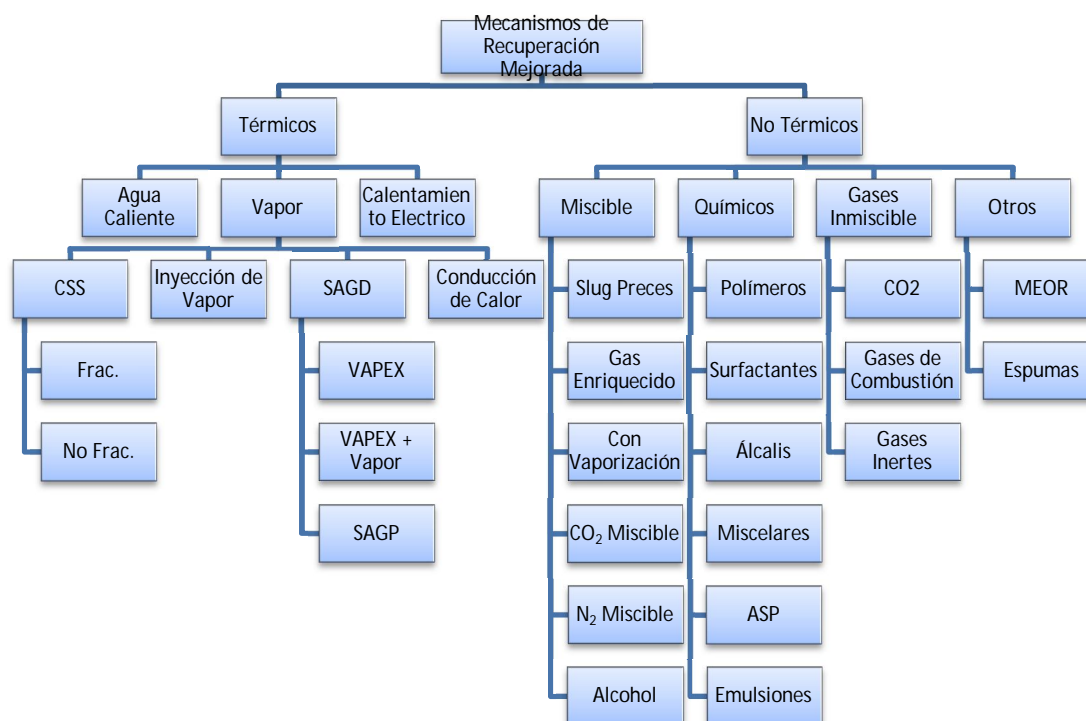 Mecanismos de
Recuperación
Mejorada
Térmicos
No Térmicos
Agua
Caliente
Vapor
Calentamien
to Electrico
Miscible
Químicos
Gases
Inmiscible
Otros
CSS
Inyección de
Vapor
SAGD
Conducción
de Calor
Slug Preces
Polímeros
CO2
MEOR
Frac.
VAPEX
Gas
Enriquecido
Surfactantes
Gases de
Combustión
Espumas
No Frac.
VAPEX +
Vapor
Con
Vaporización
Álcalis
Gases
Inertes
SAGP
CO₂ Miscible
Miscelares
N₂ Miscible
ASP
Alcohol
Emulsiones